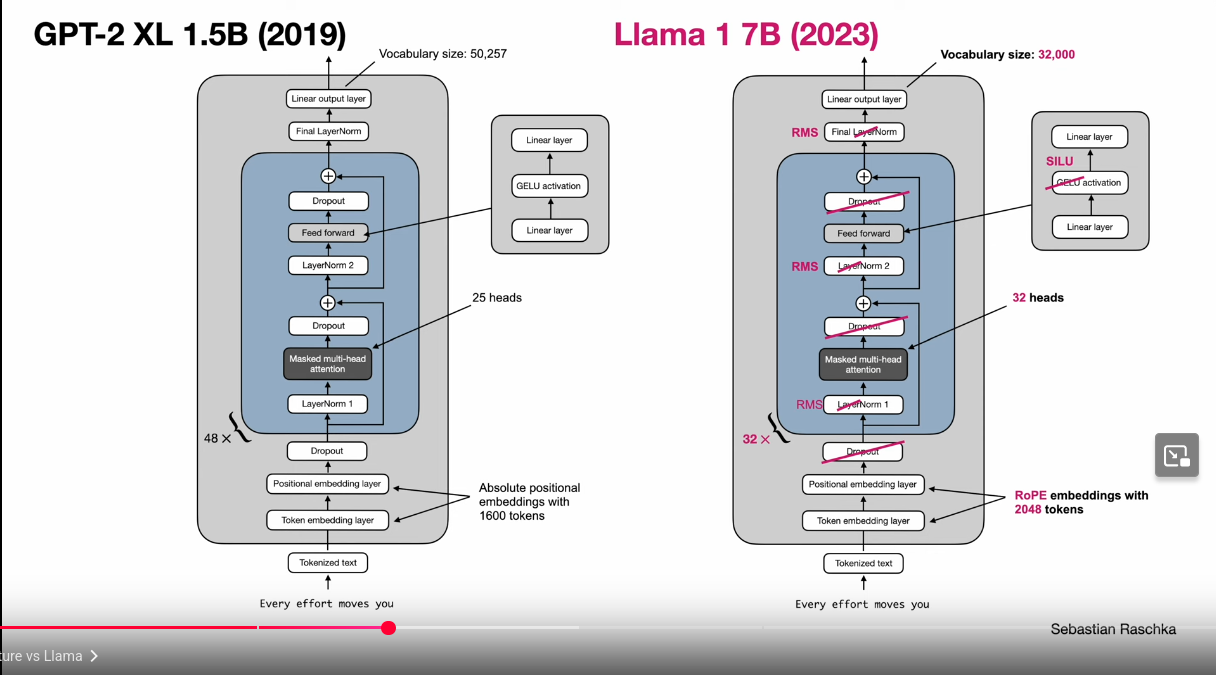 GPT-2 XL 1.5B (2019)
Vocabulary size: 50,257
Linear output layer
Final LayerNorm
Dropout
Feed forward
LayerNorm 2
Dropout
Masked multi-head
attention
LayerNorm 1
48 ×
Dropout
Positional embedding layer
Token embedding layer
Tokenized text
Every effort moves you
Linear layer
GELU activation
Linear layer
25 heads
Absolute positional
embeddings with
1600 tokens
Llama 1 7B (2023)
Vocabulary size: 32,000
Linear output layer
RMS Final LayerNorm
Dropout
Feed forward
RMS LayerNorm 2
Dropout
Masked multi-head
attention
RMS LayerNorm 1
32 ×
Dropout
Positional embedding layer
Token embedding layer
Tokenized text
Every effort moves you
Linear layer
SILU
GELU activation
Linear layer
32 heads
RoPE embeddings with
2048 tokens
Sebastian Raschka
ture vs Llama